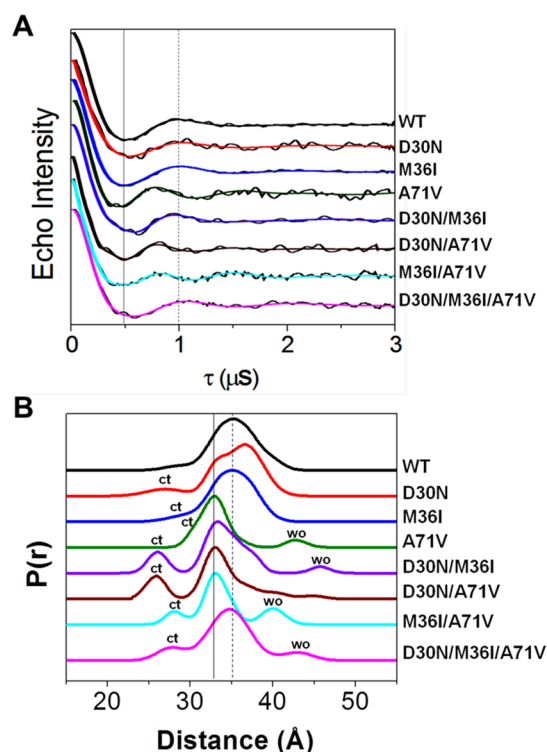 A
Echo Intensity
WT
D30N
M36I
A71V
D30N/M36I
D30N/A71V
M36I/A71V
D30N/M36I/A71V
0 1 2 3
τ (μs)
B
P(r)
WT
ct
D30N
ct
M36I
ct
A71V
wo
ct
D30N/M36I
wo
ct
D30N/A71V
ct
wo
M36I/A71V
ct
wo
D30N/M36I/A71V
20 30 40 50
Distance (Å)